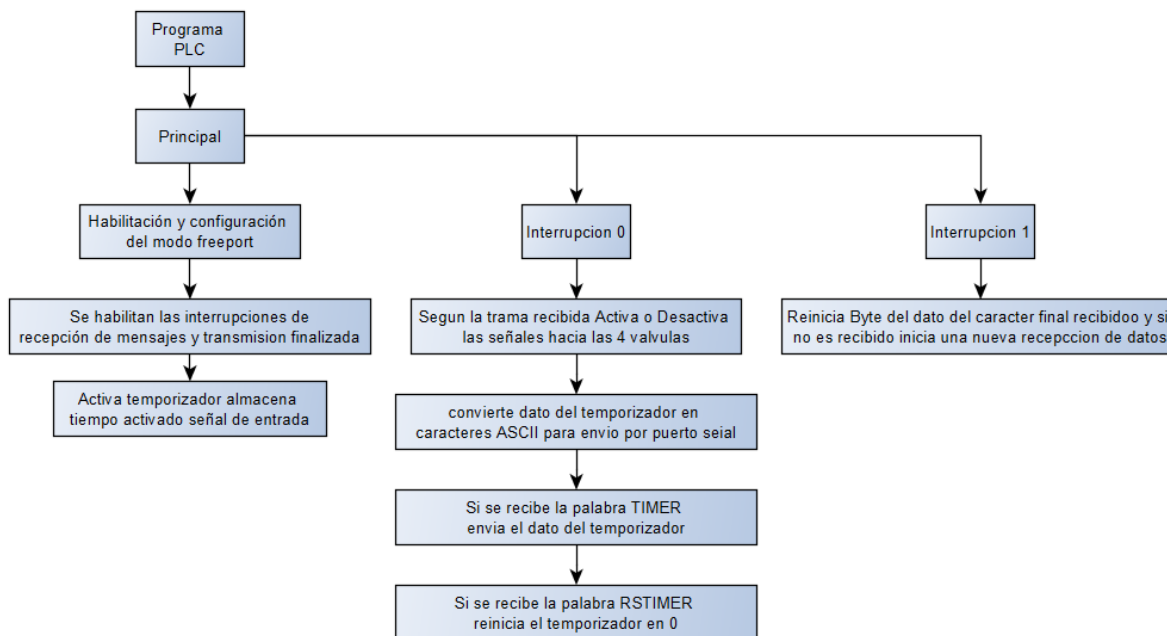 Programa
PLC
Principal
Habilitación y configuración
del modo freeport
Interrupcion 0
Interrupcion 1
Se habilitan las interrupciones de
recepción de mensajes y transmision finalizada
Segun la trama recibida Activa o Desactiva
las señales hacia las 4 valvulas
Reinicia Byte del dato del caracter final recibidoo y si
no es recibido inicia una nueva recepccion de datos
Activa temporizador almacena
tiempo activado señal de entrada
convierte dato del temporizador en
caracteres ASCII para envio por puerto seial
Si se recibe la palabra TIMER
envia el dato del temporizador
Si se recibe la palabra RSTIMER
reinicia el temporizador en 0